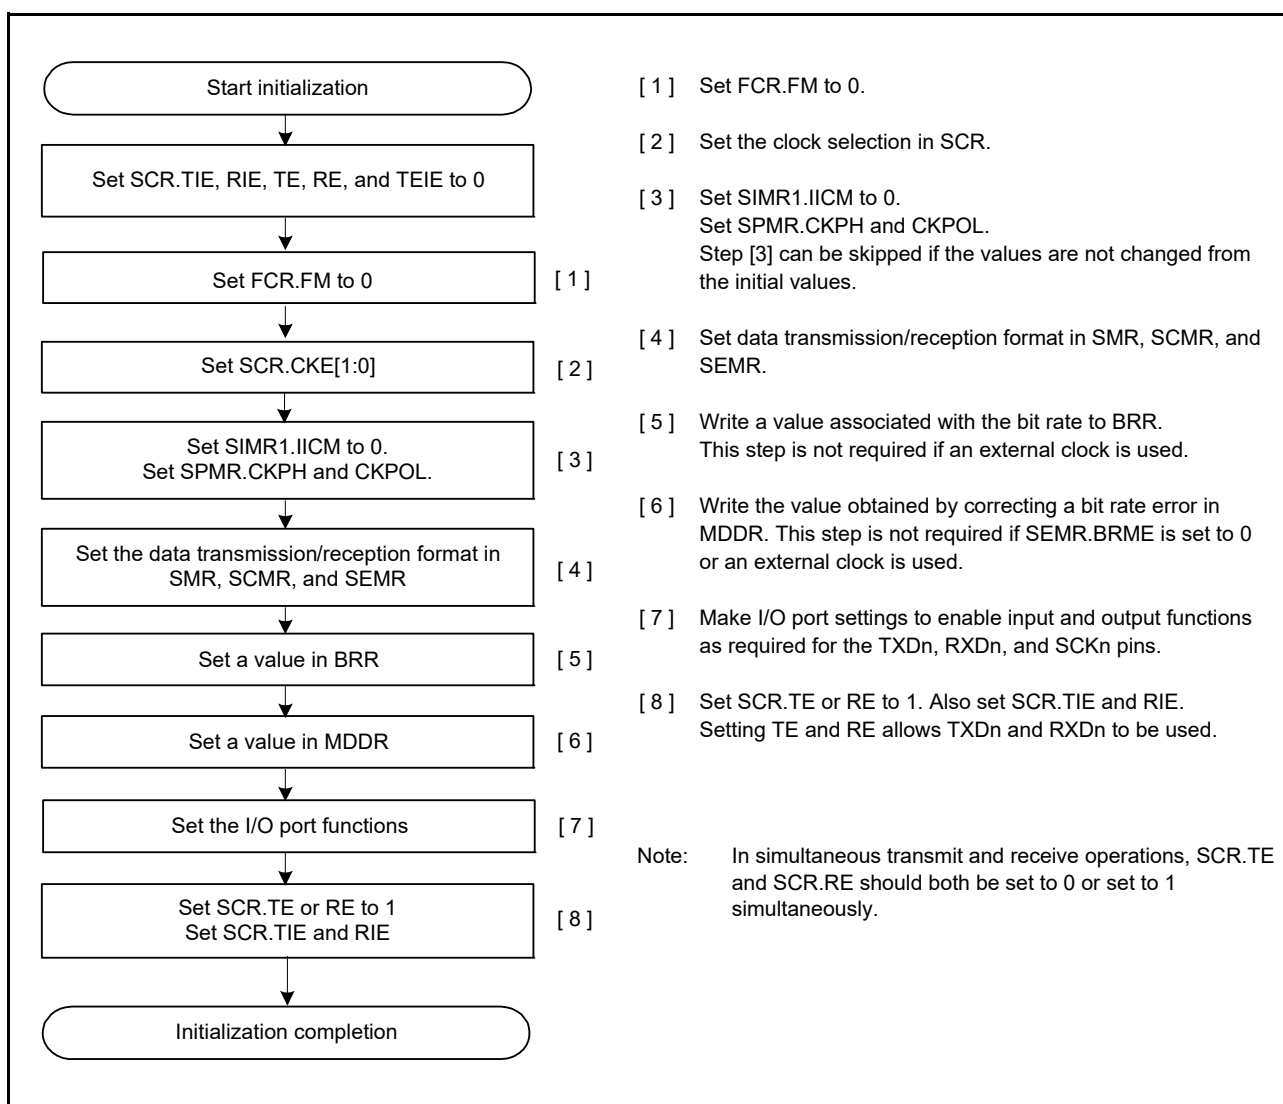 Start initialization
Set SCR.TIE, RIE, TE, RE, and TEIE to 0
Set FCR.FM to 0
[ 1 ]
Set SCR.CKE[1:0]
[ 2 ]
Set SIMR1.IICM to 0.
Set SPMR.CKPH and CKPOL.
[ 3 ]
Set the data transmission/reception format in
SMR, SCMR, and SEMR
[ 4 ]
Set a value in BRR
[ 5 ]
Set a value in MDDR
[ 6 ]
Set the I/O port functions
[ 7 ]
Set SCR.TE or RE to 1
Set SCR.TIE and RIE
[ 8 ]
Initialization completion
[ 1 ] Set FCR.FM to 0.
[ 2 ] Set the clock selection in SCR.
[ 3 ] Set SIMR1.IICM to 0.
Set SPMR.CKPH and CKPOL.
Step [3] can be skipped if the values are not changed from
the initial values.
[ 4 ] Set data transmission/reception format in SMR, SCMR, and
SEMR.
[ 5 ] Write a value associated with the bit rate to BRR.
This step is not required if an external clock is used.
[ 6 ] Write the value obtained by correcting a bit rate error in
MDDR. This step is not required if SEMR.BRME is set to 0
or an external clock is used.
[ 7 ] Make I/O port settings to enable input and output functions
as required for the TXDn, RXDn, and SCKn pins.
[ 8 ] Set SCR.TE or RE to 1. Also set SCR.TIE and RIE.
Setting TE and RE allows TXDn and RXDn to be used.
Note: In simultaneous transmit and receive operations, SCR.TE
and SCR.RE should both be set to 0 or set to 1
simultaneously.